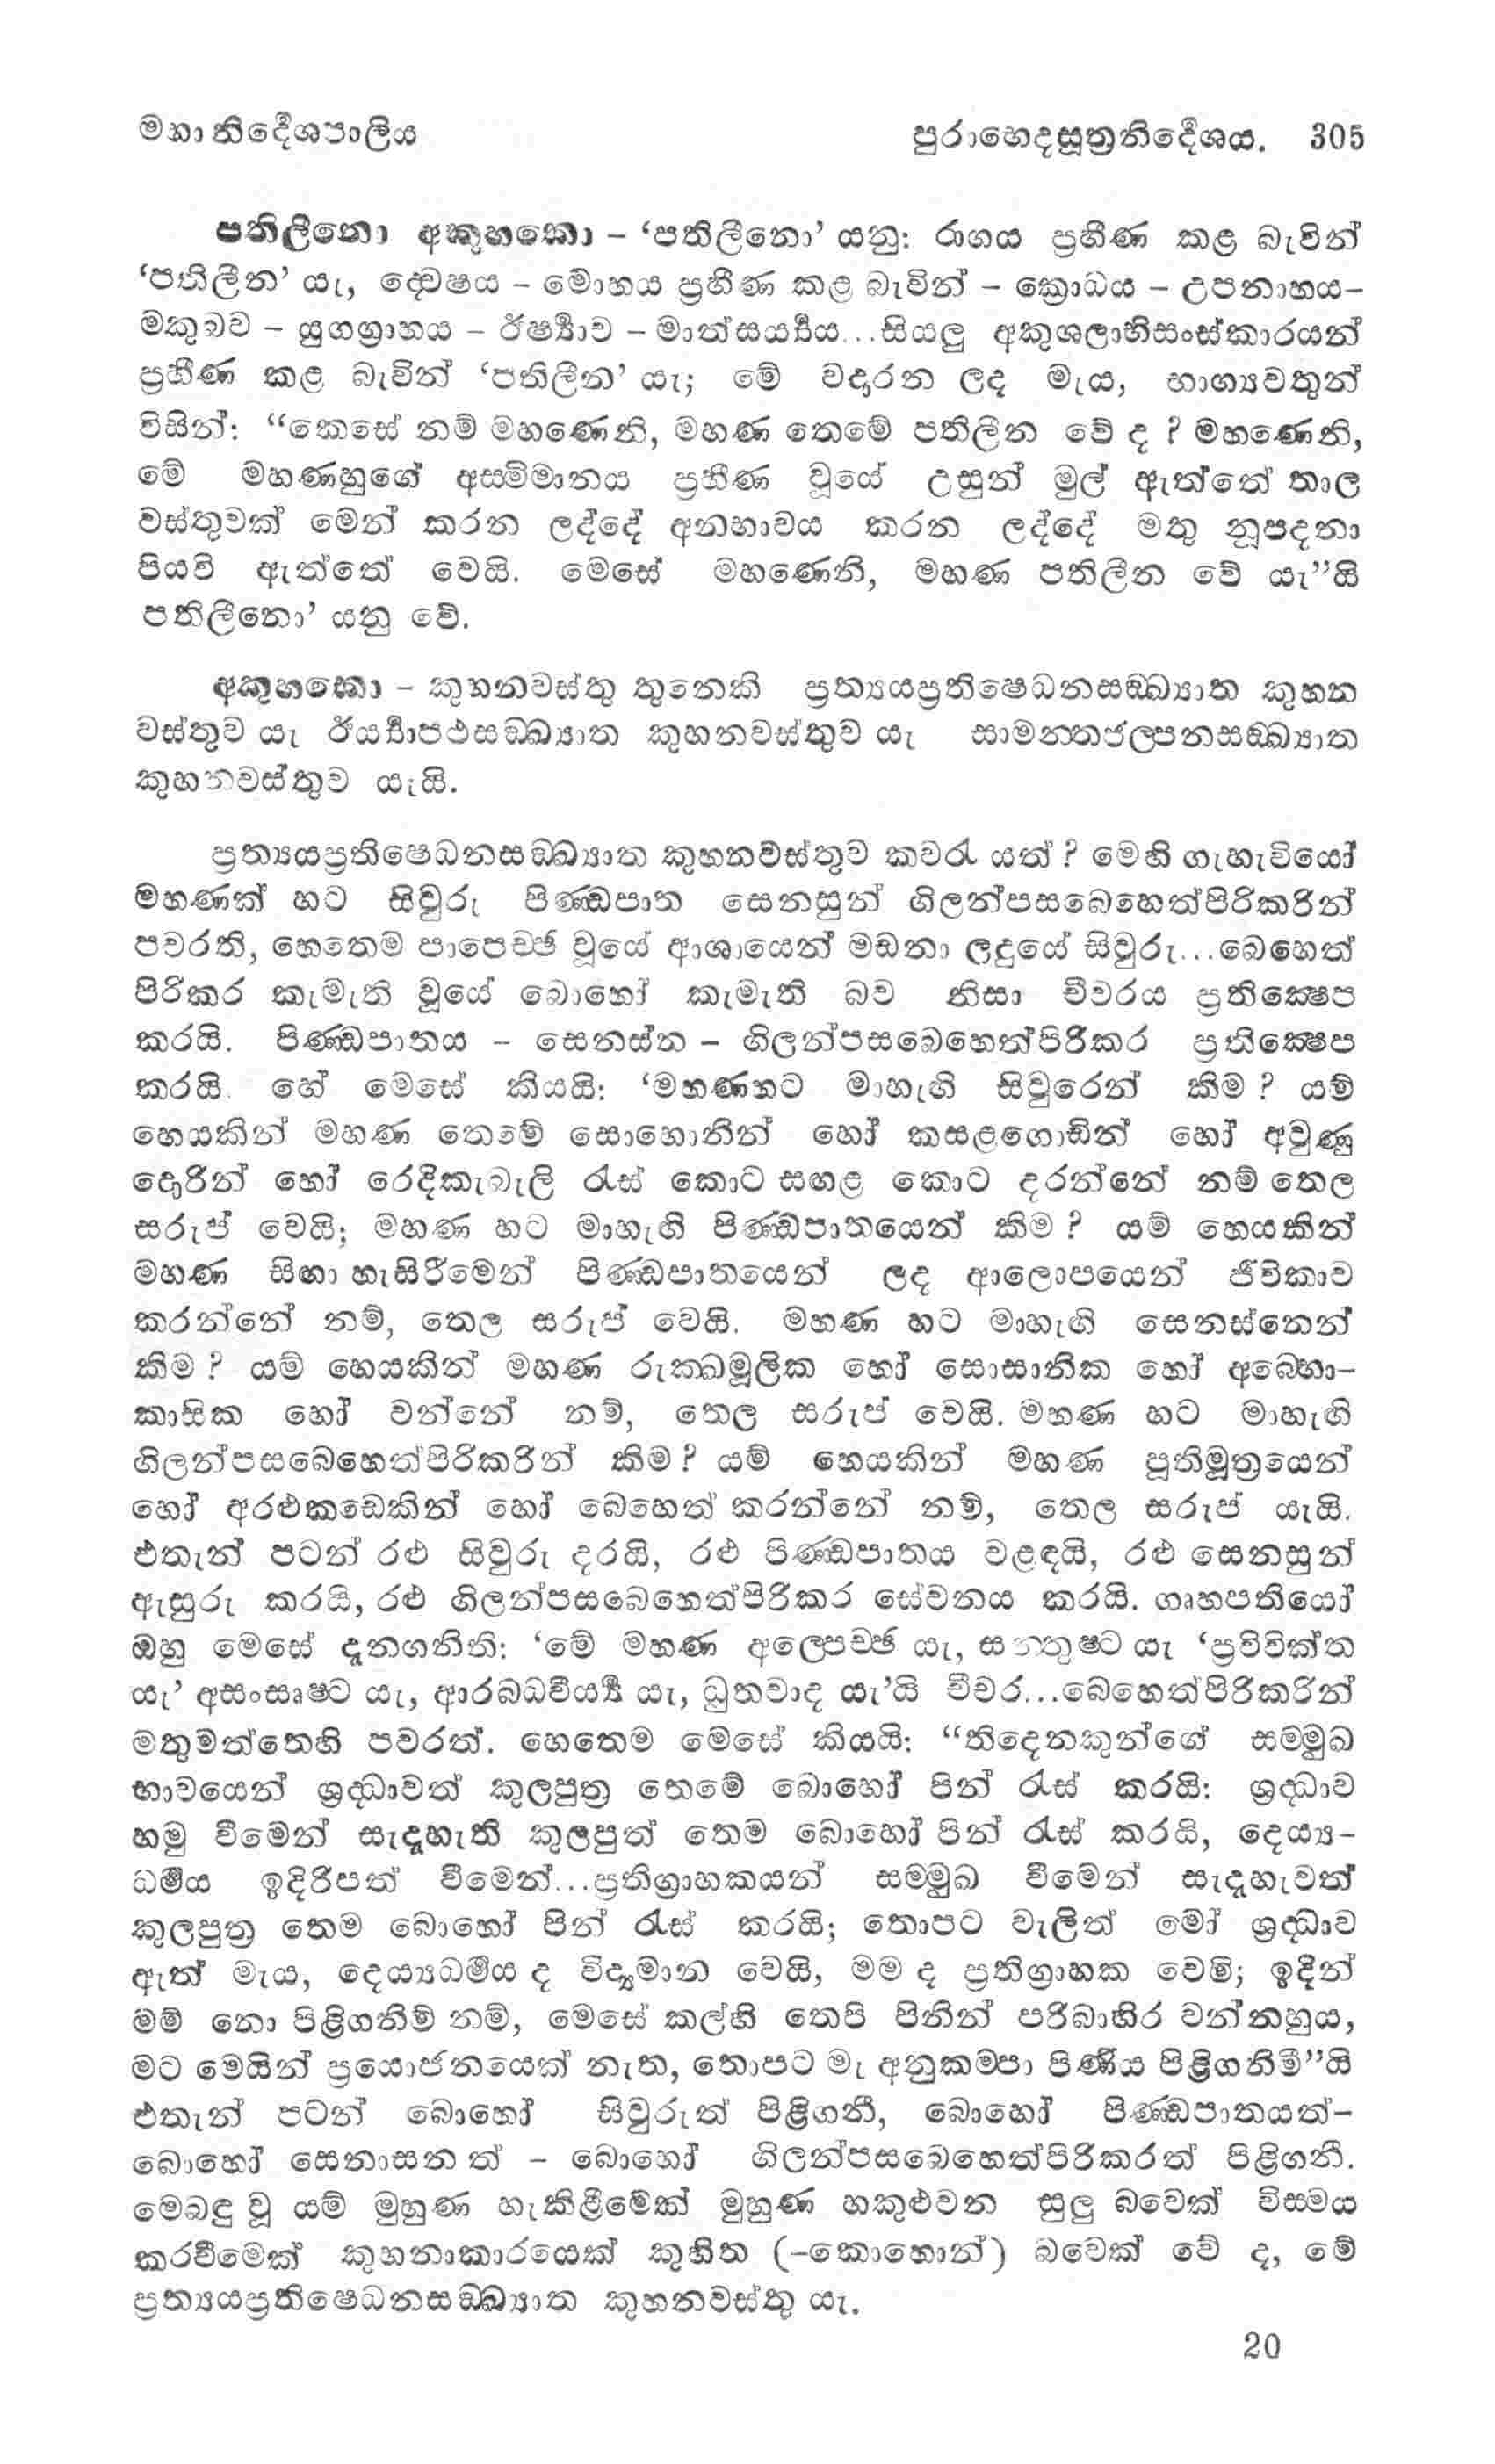 මහා නිර්‍දේශපාලිය
පුරාභෙදසූත්‍රනිර්‍දේශය. 305
පතිලීනො අකුහකො – ‘පතිලීනො’ යනු: රාගය ප්‍රහීණ කළ බැවින්
‘පතිලීන’ යැ, ද්‍වෙෂය – මොහය ප්‍රහීණ කළ බැවින් – ක්‍රොධය – උපනාහය–
මකුබව – යුගග්‍රාහය – ඊර්‍ෂ්‍යාව – මාත්සර්‍ය්‍යය...සියලු අකුශලාභිසංස්කාරයන්
ප්‍රහීණ කළ බැවින් ‘පතිලීන’ යැ; මේ වදාරන ලද මැය, භාග්‍යවතුන්
විසින්: “කෙසේ නම් මහණෙනි, මහණ තෙමේ පතිලීන වේ ද ? මහණෙනි,
මේ මහණහුගේ අස්මිමානය ප්‍රහීණ වූයේ උසුන් මුල් ඇත්තේ තාල
වස්තුවක් මෙන් කරන ලද්දේ අනභාවය කරන ලද්දේ මතු නූපදනා
පියවි ඇත්තේ වෙයි. මෙසේ මහණෙනි, මහණ පතිලීන වේ යැ”යි
පතිලීනො’ යනු වේ.
අකුහකො – කුහනවස්තු තුනෙකි ප්‍රත්‍යයප්‍රතිෂෙධනසඞ්ඛ්‍යාත කුහන
වස්තුව යැ ඊර්‍ය්‍යාපථසඞ්ඛ්‍යාත කුහනවස්තුව යැ සාමන්තජල්පනසඞ්ඛ්‍යාත
කුහනවස්තුව යැයි.
ප්‍රත්‍යයප්‍රතිෂෙධනසඞ්ඛ්‍යාත කුහනවස්තුව කවරැ යත් ? මෙහි ගැහැවියෝ
මහණක් හට සිවුරු පිණ්ඩපාත සෙනසුන් ගිලන්පසබෙහෙත්පිරිකරින්
පවරති, හෙතෙම පාපෙච්ඡ වූයේ ආශායෙන් මඩනා ලදුයේ සිවුරු...බෙහෙත්
පිරිකර කැමැති වූයේ බොහෝ කැමැති බව නිසා චීවරය ප්‍රතික්‍ෂෙප
කරයි. පිණ්ඩපාතය – සෙනස්න – ගිලන්පසබෙහෙත්පිරිකර ප්‍රතික්‍ෂෙප
කරයි. හේ මෙසේ කියයි: ‘මහණහට මාහැඟි සිවුරෙන් කිම ? යම්
හෙයකින් මහණ තෙමේ සොහොනින් හෝ කසළගොඩින් හෝ අවුණු
දොරින් හෝ රෙදිකැබැලි රැස් කොට සඟළ කොට දරන්නේ නම් තෙල
සරුප් වෙයි; මහණ හට මාහැඟි පිණ්ඩපාතයෙන් කිම ? යම් හෙයකින්
මහණ සිඟා හැසිරීමෙන් පිණ්ඩපාතයෙන් ලද ආලොපයෙන් ජීවිකාව
කරන්නේ නම්, තෙල සරුප් වෙයි. මහණ හට මාහැඟි සෙනස්නෙන්
කිම ? යම් හෙයකින් මහණ රුක්ඛමූලික හෝ සොසානික හෝ අබ්භො–
කාසික හෝ වන්නේ නම්, තෙල සරුප් වෙයි. මහණ හට මාහැඟි
ගිලන්පසබෙහෙත්පිරිකරින් කිම ? යම් හෙයකින් මහණ පූතිමූත්‍රයෙන්
හෝ අරළුකඩෙකින් හෝ බෙහෙත් කරන්නේ නම්, තෙල සරුප් යැයි.
එතැන් පටන් රළු සිවුරු දරයි, රළු පිණ්ඩපාතය වළඳයි, රළු සෙනසුන්
ඇසුරු කරයි, රළු ගිලන්පසබෙහෙත්පිරිකර සේවනය කරයි. ගෘහපතියෝ
ඔහු මෙසේ දැනගනිති: ‘මේ මහණ අල්පෙච්ඡ යැ, සන්තුෂ්ට යැ ‘ප්‍රවිවික්ත
යැ’ අසංසෘෂ්ට යැ, ආරබ්ධවීර්‍ය්‍ය යැ, ධුතවාද යැ’යි චීවර...බෙහෙත්පිරිකරින්
මතුමත්තෙහි පවරත්. හෙතෙම මෙසේ කියයි: “තිදෙනකුන්ගේ සම්මුඛ
භාවයෙන් ශ්‍රද්ධාවත් කුලපුත්‍ර තෙමේ බොහෝ පින් රැස් කරයි: ශ්‍රද්ධාව
හමු වීමෙන් සැදැහැති කුලපුත් තෙම බොහෝ පින් රැස් කරයි, දෙය්‍ය–
ධර්‍මය ඉදිරිපත් වීමෙන්...ප්‍රතිග්‍රාහකයන් සම්මුඛ වීමෙන් සැදැහැවත්
කුලපුත්‍ර තෙම බොහෝ පින් රැස් කරයි; තොපට වැලිත් මෝ ශ්‍රද්ධාව
ඇත් මැය, දෙය්‍යධර්‍මය ද විද්‍යමාන වෙයි, මම ද ප්‍රතිග්‍රාහක වෙමි; ඉදින්
මම් නො පිළිගනිම් නම්, මෙසේ කල්හි තෙපි පිනින් පරිබාහිර වන්නහුය,
මට මෙයින් ප්‍රයොජනයෙක් නැත, තොපට මැ අනුකම්පා පිණිය පිළිගනිමි”යි
එතැන් පටන් බොහෝ සිවුරුත් පිළිගනී, බොහෝ පිණ්ඩපාතයත්–
බොහෝ සෙනාසනත් – බොහෝ ගිලන්පසබෙහෙත්පිරිකරත් පිළිගනී.
මෙබඳු වූ යම් මුහුණ හැකිළීමෙක් මුහුණ හකුළුවන සුලු බවෙක් විස්මය
කරවීමෙක් කුහනාකාරයෙක් කුහිත (–කොහොන්) බවෙක් වේ ද, මේ
ප්‍රත්‍යයප්‍රතිෂෙධනසඞ්ඛ්‍යාත කුහනවස්තු යැ.
20